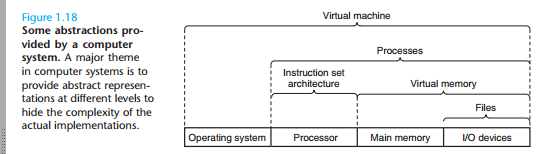 Figure 1.18
Some abstractions pro-
vided by a computer
system. A major theme
in computer systems is to
provide abstract represen-
tations at different levels to
hide the complexity of the
actual implementations.
Virtual machine
Processes
Instruction set
architecture
Virtual memory
Files
Operating system
Processor
Main memory
I/O devices